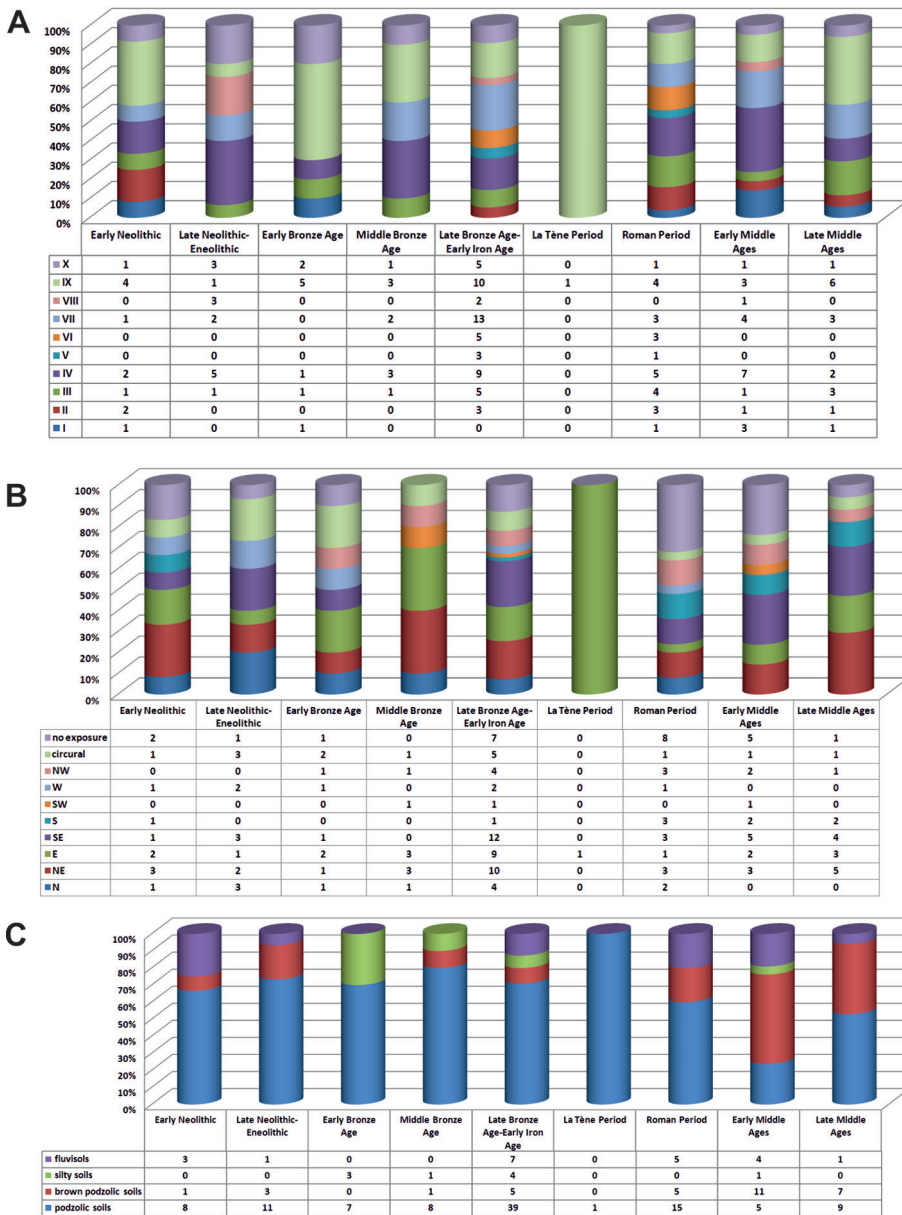 A
100%
90%
80%
70%
60%
50%
40%
30%
20%
10%
0%
Early Neolithic Late Neolithic-Eneolithic Early Bronze Age Middle Bronze Age Late Bronze Age-Early Iron Age La Tène Period Roman Period Early Middle Ages Late Middle Ages
X 1 3 2 1 5 0 1 1 1
IX 4 1 5 3 10 1 4 3 6
VIII 0 3 0 0 2 0 0 1 0
VII 1 2 0 2 13 0 3 4 3
VI 0 0 0 0 5 0 3 0 0
V 0 0 0 0 3 0 1 0 0
IV 2 5 1 3 9 0 5 7 2
III 1 1 1 1 5 0 4 1 3
II 2 0 0 0 3 0 3 1 1
I 1 0 1 0 0 0 1 3 1
B
100%
90%
80%
70%
60%
50%
40%
30%
20%
10%
0%
Early Neolithic Late Neolithic-Eneolithic Early Bronze Age Middle Bronze Age Late Bronze Age-Early Iron Age La Tène Period Roman Period Early Middle Ages Late Middle Ages
no exposure 2 1 1 0 7 0 8 5 1
circural 1 3 2 1 5 0 1 1 1
NW 0 0 1 1 4 0 3 2 1
W 1 2 1 0 2 0 1 0 0
SW 0 0 0 1 1 0 0 1 0
S 1 0 0 0 1 0 3 2 2
SE 1 3 1 0 12 0 3 5 4
E 2 1 2 3 9 1 1 2 3
NE 3 2 1 3 10 0 3 3 5
N 1 3 1 1 4 0 2 0 0
C
100%
90%
80%
70%
60%
50%
40%
30%
20%
10%
0%
Early Neolithic Late Neolithic-Eneolithic Early Bronze Age Middle Bronze Age Late Bronze Age-Early Iron Age La Tène Period Roman Period Early Middle Ages Late Middle Ages
fluvisols 3 1 0 0 7 0 5 4 1
silty soils 0 0 3 1 4 0 0 1 0
brown podzolic soils 1 3 0 1 5 0 5 11 7
podzolic soils 8 11 7 8 39 1 15 5 9